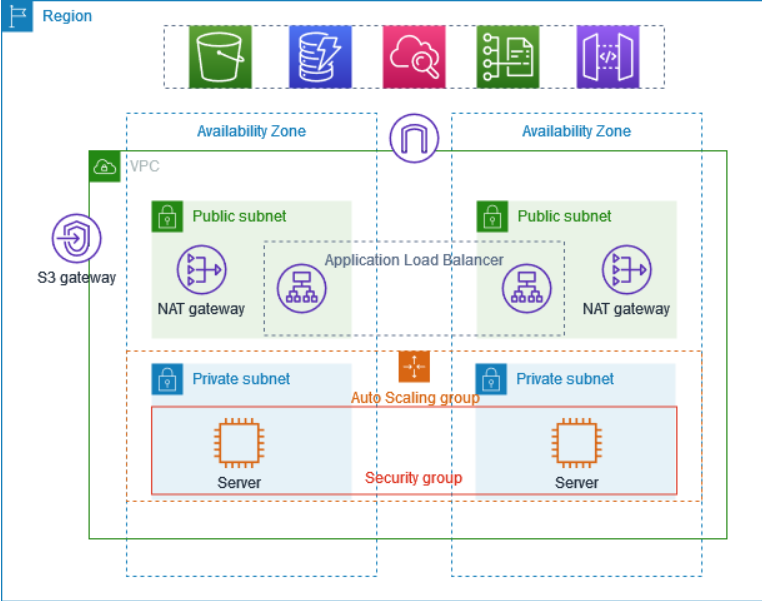 Region
Availability Zone
Availability Zone
VPC
Public subnet
Public subnet
Application Load Balancer
S3 gateway
NAT gateway
NAT gateway
Private subnet
Private subnet
Auto Scaling group
Server
Security group
Server